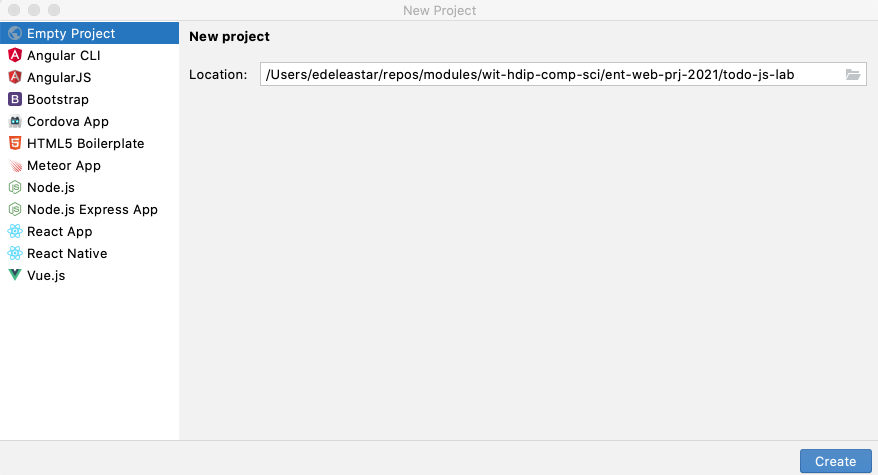 New Project
Empty Project
Angular CLI
AngularJS
Bootstrap
Cordova App
HTML5 Boilerplate
Meteor App
Node.js
Node.js Express App
React App
React Native
Vue.js
New project
Location: /Users/edeleastar/repos/modules/wit-hdip-comp-sci/ent-web-prj-2021/todo-js-lab
Create